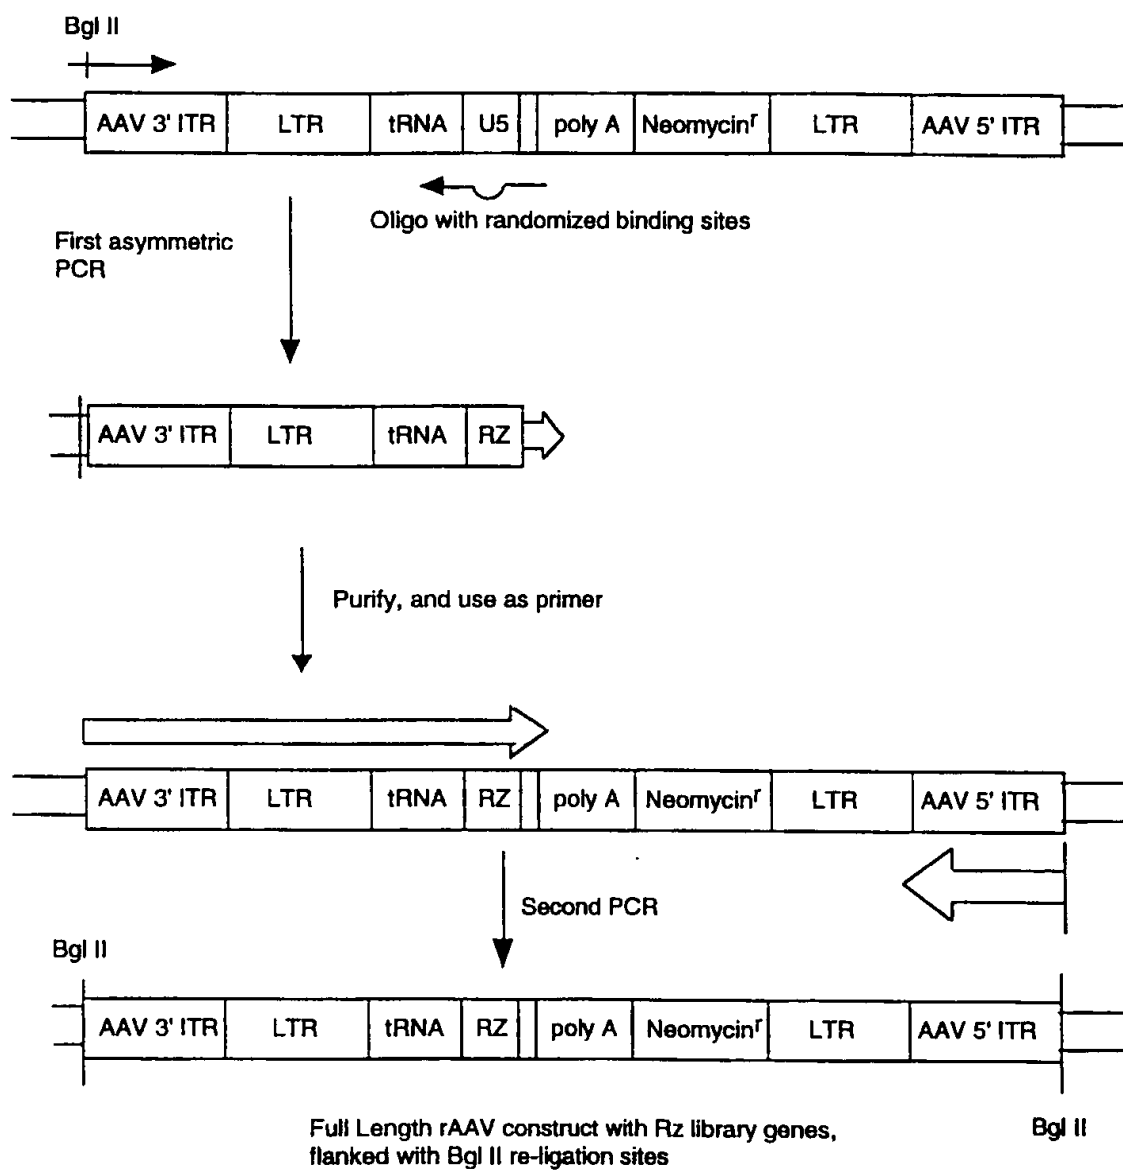 Bgl II
AAV 3' ITR LTR tRNA U5 poly A Neomycinʳ LTR AAV 5' ITR
Oligo with randomized binding sites
First asymmetric
PCR
AAV 3' ITR LTR tRNA RZ
Purify, and use as primer
AAV 3' ITR LTR tRNA RZ poly A Neomycinʳ LTR AAV 5' ITR
Second PCR
Bgl II
AAV 3' ITR LTR tRNA RZ poly A Neomycinʳ LTR AAV 5' ITR
Full Length rAAV construct with Rz library genes,
flanked with Bgl II re-ligation sites
Bgl II